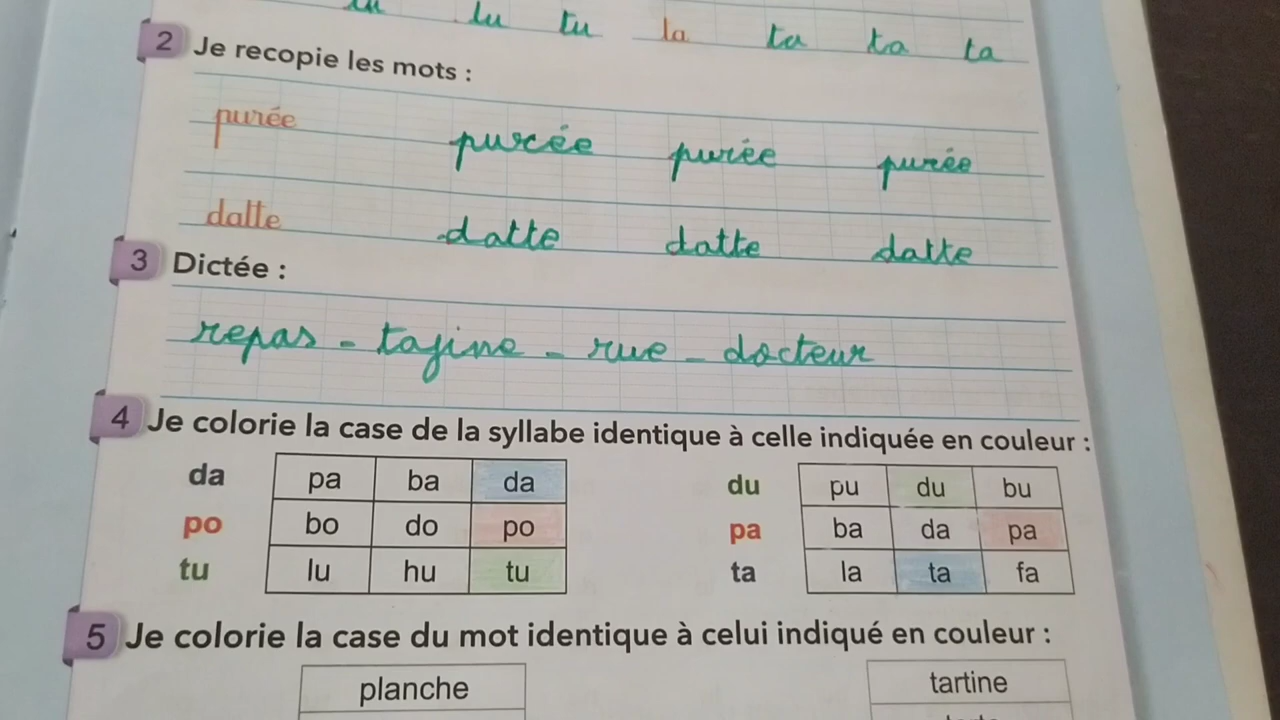 lu tu la ta ta ta
2 Je recopie les mots :
purée purée purée purée
datte datte datte datte
3 Dictée :
repas - tajine - rue - docteur
4 Je colorie la case de la syllabe identique à celle indiquée en couleur :
da pa ba da du pu du bu
po bo do po pa ba da pa
tu lu hu tu ta la ta fa
5 Je colorie la case du mot identique à celui indiqué en couleur :
planche tartine